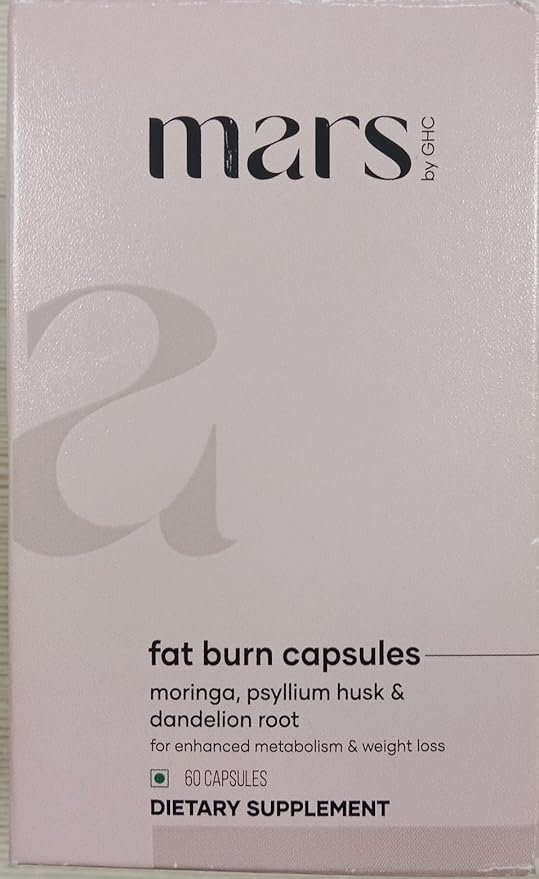 mars by GHC
a
fat burn capsules
moringa, psyllium husk &
dandelion root
for enhanced metabolism & weight loss
60 CAPSULES
DIETARY SUPPLEMENT